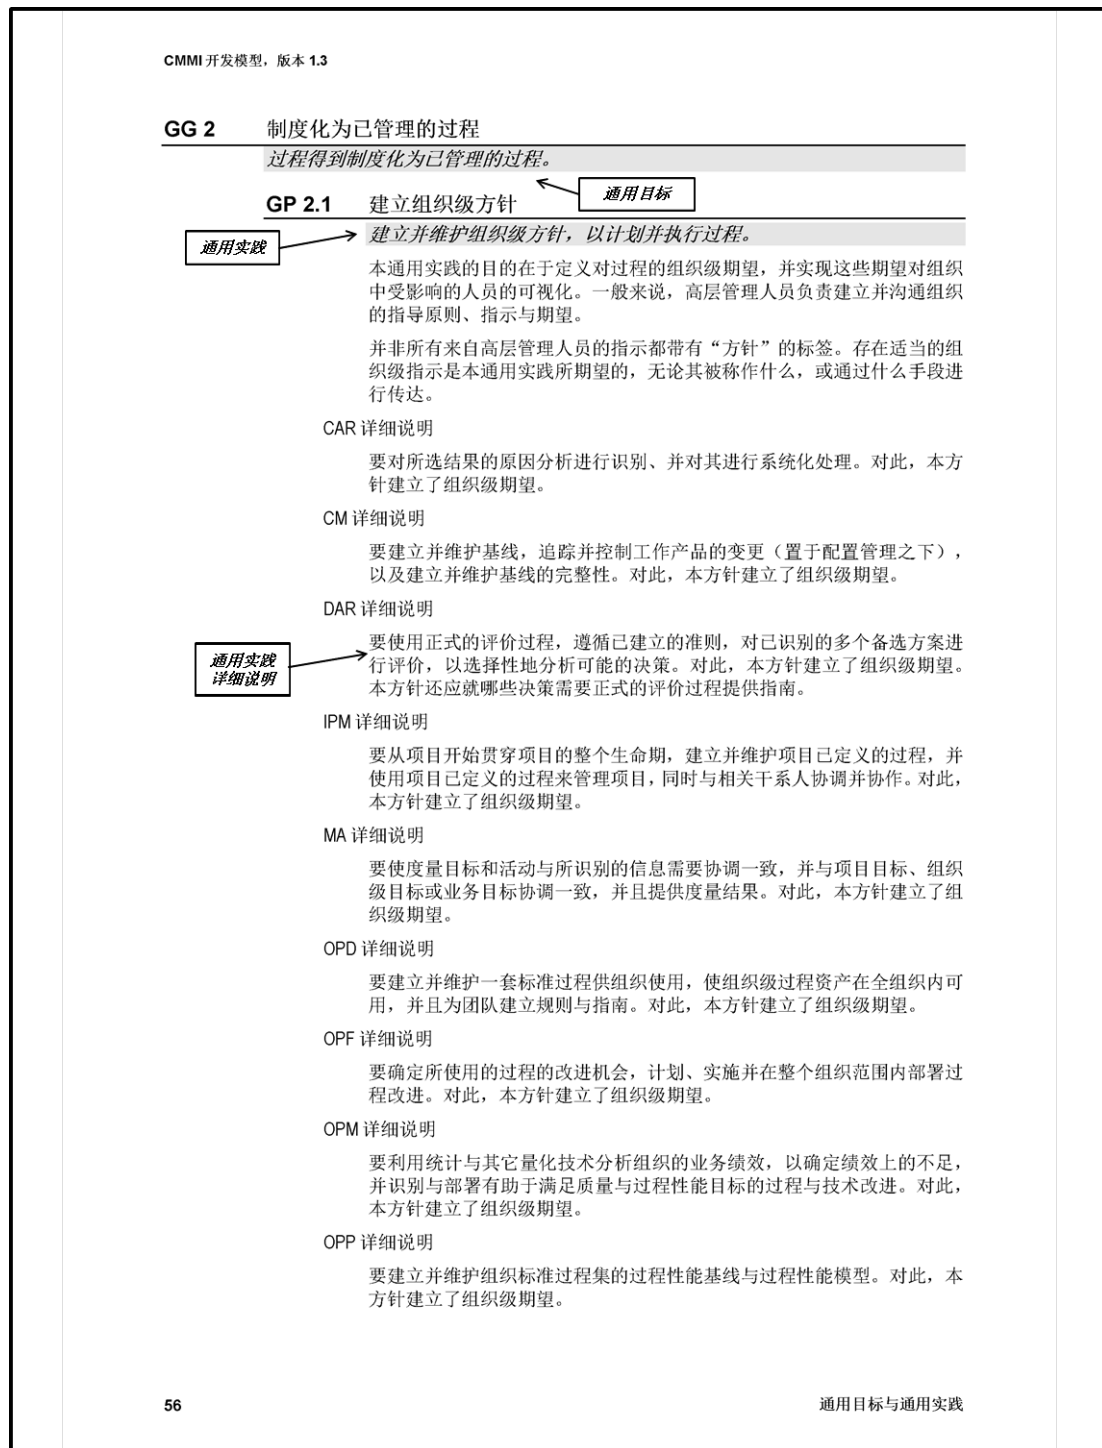 CMMI 开发模型，版本 1.3
GG 2 制度化为已管理的过程
过程得到制度化为已管理的过程。
通用目标
GP 2.1 建立组织级方针
通用实践
建立并维护组织级方针，以计划并执行过程。
本通用实践的目的在于定义对过程的组织级期望，并实现这些期望对组织
中受影响的人员的可视化。一般来说，高层管理人员负责建立并沟通组织
的指导原则、指示与期望。
并非所有来自高层管理人员的指示都带有“方针”的标签。存在适当的组
织级指示是本通用实践所期望的，无论其被称作什么，或通过什么手段进
行传达。
CAR 详细说明
要对所选结果的原因分析进行识别、并对其进行系统化处理。对此，本方
针建立了组织级期望。
CM 详细说明
要建立并维护基线，追踪并控制工作产品的变更（置于配置管理之下），
以及建立并维护基线的完整性。对此，本方针建立了组织级期望。
DAR 详细说明
通用实践
详细说明
要使用正式的评价过程，遵循已建立的准则，对已识别的多个备选方案进
行评价，以选择性地分析可能的决策。对此，本方针建立了组织级期望。
本方针还应就哪些决策需要正式的评价过程提供指南。
IPM 详细说明
要从项目开始贯穿项目的整个生命期，建立并维护项目已定义的过程，并
使用项目已定义的过程来管理项目，同时与相关干系人协调并协作。对此，
本方针建立了组织级期望。
MA 详细说明
要使度量目标和活动与所识别的信息需要协调一致，并与项目目标、组织
级目标或业务目标协调一致，并且提供度量结果。对此，本方针建立了组
织级期望。
OPD 详细说明
要建立并维护一套标准过程供组织使用，使组织级过程资产在全组织内可
用，并且为团队建立规则与指南。对此，本方针建立了组织级期望。
OPF 详细说明
要确定所使用的过程的改进机会，计划、实施并在整个组织范围内部署过
程改进。对此，本方针建立了组织级期望。
OPM 详细说明
要利用统计与其它量化技术分析组织的业务绩效，以确定绩效上的不足，
并识别与部署有助于满足质量与过程性能目标的过程与技术改进。对此，
本方针建立了组织级期望。
OPP 详细说明
要建立并维护组织标准过程集的过程性能基线与过程性能模型。对此，本
方针建立了组织级期望。
56 通用目标与通用实践